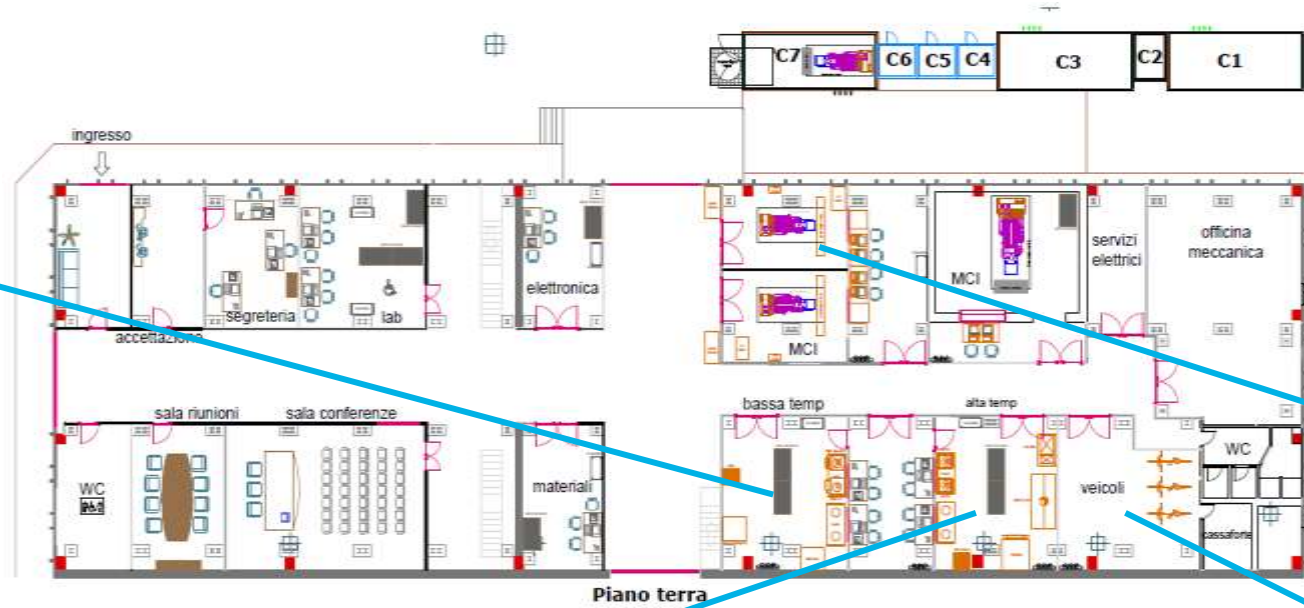 C7 C6 C5 C4 C3 C2 C1
ingresso
servizi
elettrici
officina
meccanica
MCI
elettronica
segreteria
lab
accettazione
MCI
sala riunioni
sala conferenze
bassa temp
alta temp
WC
WC
materiali
veicoli
cassaforte
Piano terra